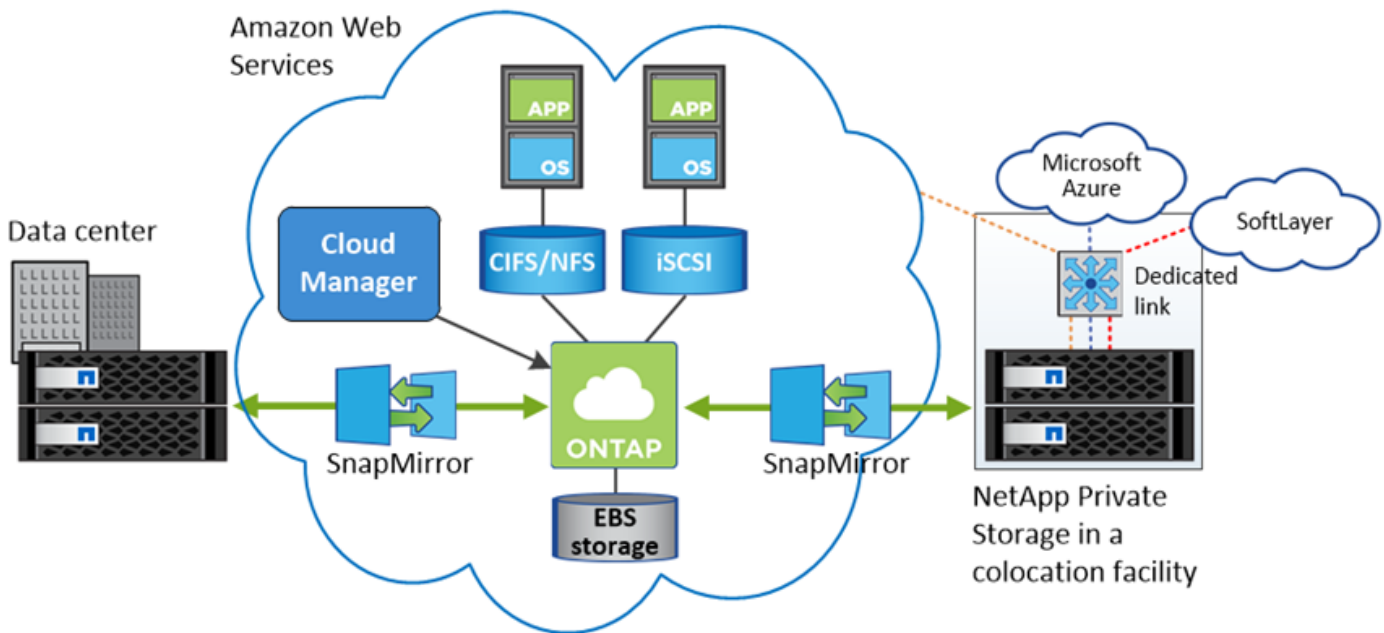 Amazon Web
Services
APP
OS
APP
OS
Microsoft
Azure
SoftLayer
Data center
Cloud
Manager
CIFS/NFS
iSCSI
Dedicated
link
ONTAP
SnapMirror
SnapMirror
EBS
storage
NetApp Private
Storage in a
colocation facility